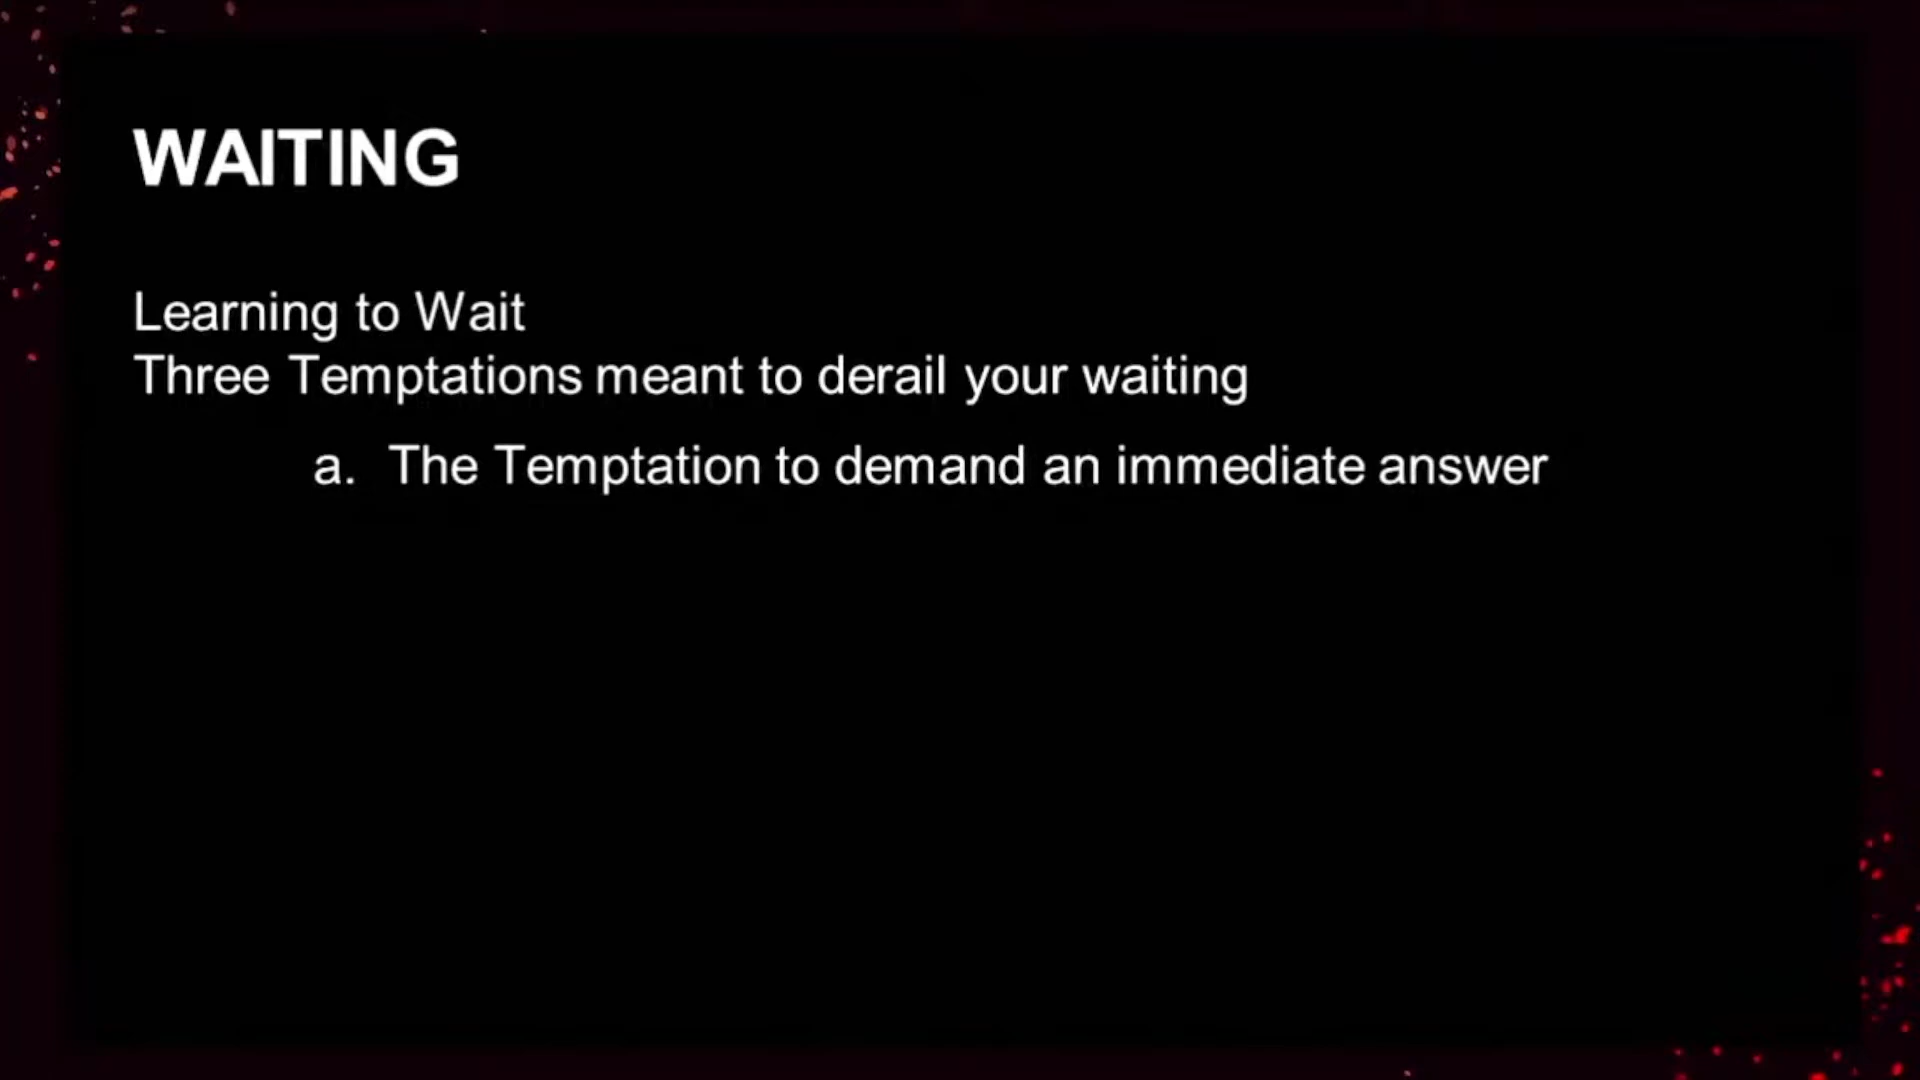 WAITING
Learning to Wait
Three Temptations meant to derail your waiting
a. The Temptation to demand an immediate answer